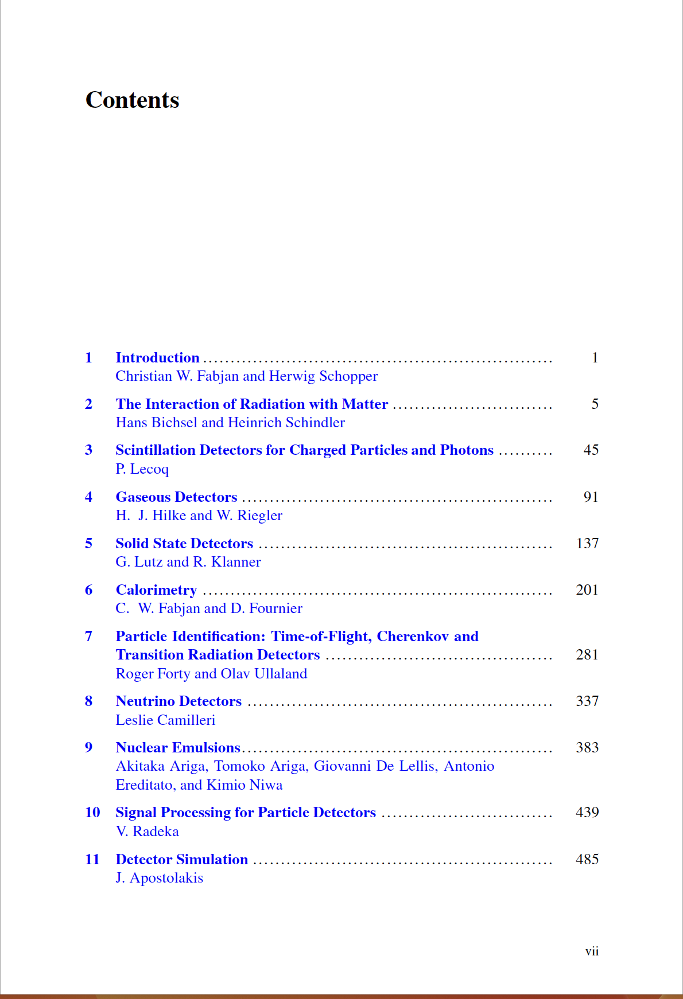 Contents
1 Introduction ............................................................... 1
Christian W. Fabjan and Herwig Schopper
2 The Interaction of Radiation with Matter ............................. 5
Hans Bichsel and Heinrich Schindler
3 Scintillation Detectors for Charged Particles and Photons .......... 45
P. Lecoq
4 Gaseous Detectors ........................................................ 91
H. J. Hilke and W. Riegler
5 Solid State Detectors ..................................................... 137
G. Lutz and R. Klanner
6 Calorimetry ............................................................... 201
C. W. Fabjan and D. Fournier
7 Particle Identification: Time-of-Flight, Cherenkov and
Transition Radiation Detectors ......................................... 281
Roger Forty and Olav Ullaland
8 Neutrino Detectors ....................................................... 337
Leslie Camilleri
9 Nuclear Emulsions........................................................ 383
Akitaka Ariga, Tomoko Ariga, Giovanni De Lellis, Antonio
Ereditato, and Kimio Niwa
10 Signal Processing for Particle Detectors ............................... 439
V. Radeka
11 Detector Simulation ...................................................... 485
J. Apostolakis
vii